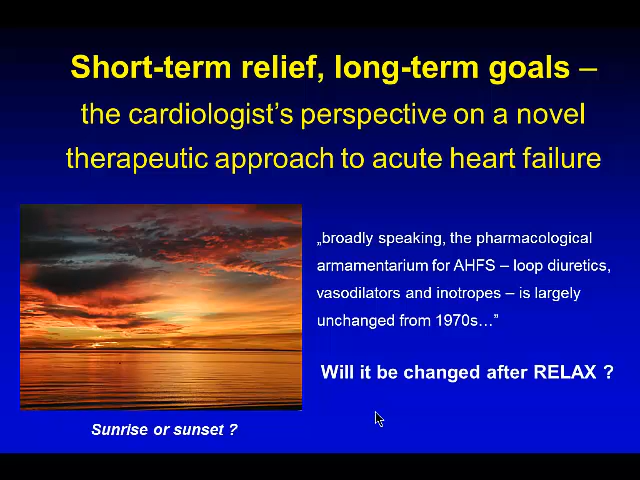 Short-term relief, long-term goals –
the cardiologist's perspective on a novel
therapeutic approach to acute heart failure
„broadly speaking, the pharmacological
armamentarium for AHFS – loop diuretics,
vasodilators and inotropes – is largely
unchanged from 1970s…”
Will it be changed after RELAX ?
Sunrise or sunset ?